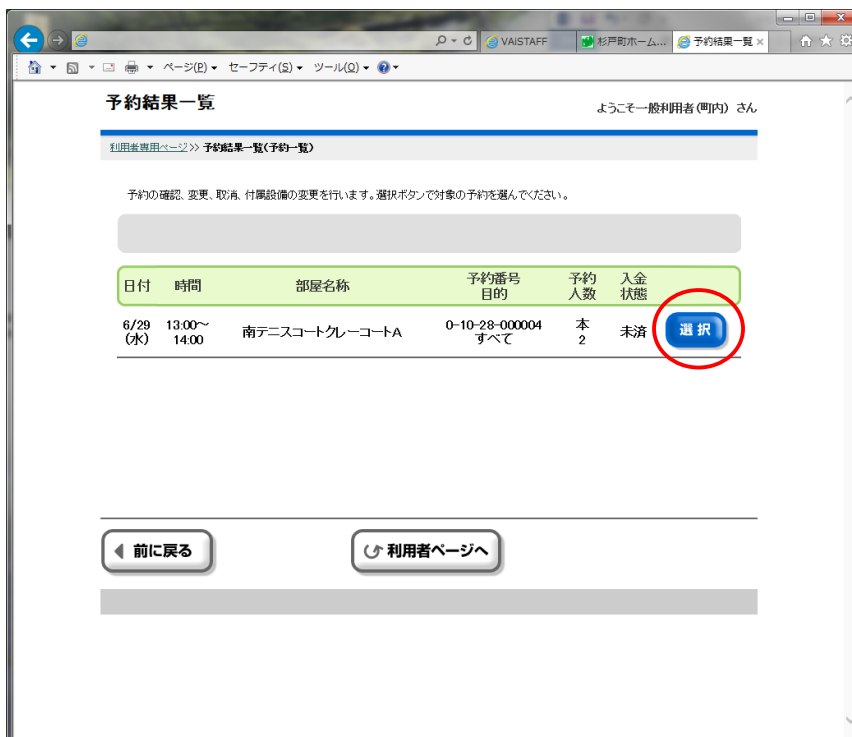 VAISTAFF 杉戸町ホーム... 予約結果一覧 ×
ページ(P) セーフティ(S) ツール(O)
予約結果一覧
ようこそ一般利用者(町内) さん
利用者専用ページ>> 予約結果一覧(予約一覧)
予約の確認、変更、取消、付属設備の変更を行います。選択ボタンで対象の予約を選んでください。
日付 時間 部屋名称 予約番号 予約 入金
目的 人数 状態
6/29 13:00〜 南テニスコートクレーコートA 0-10-28-000004 本 未済 選択
(水) 14:00 すべて 2
前に戻る 利用者ページへ